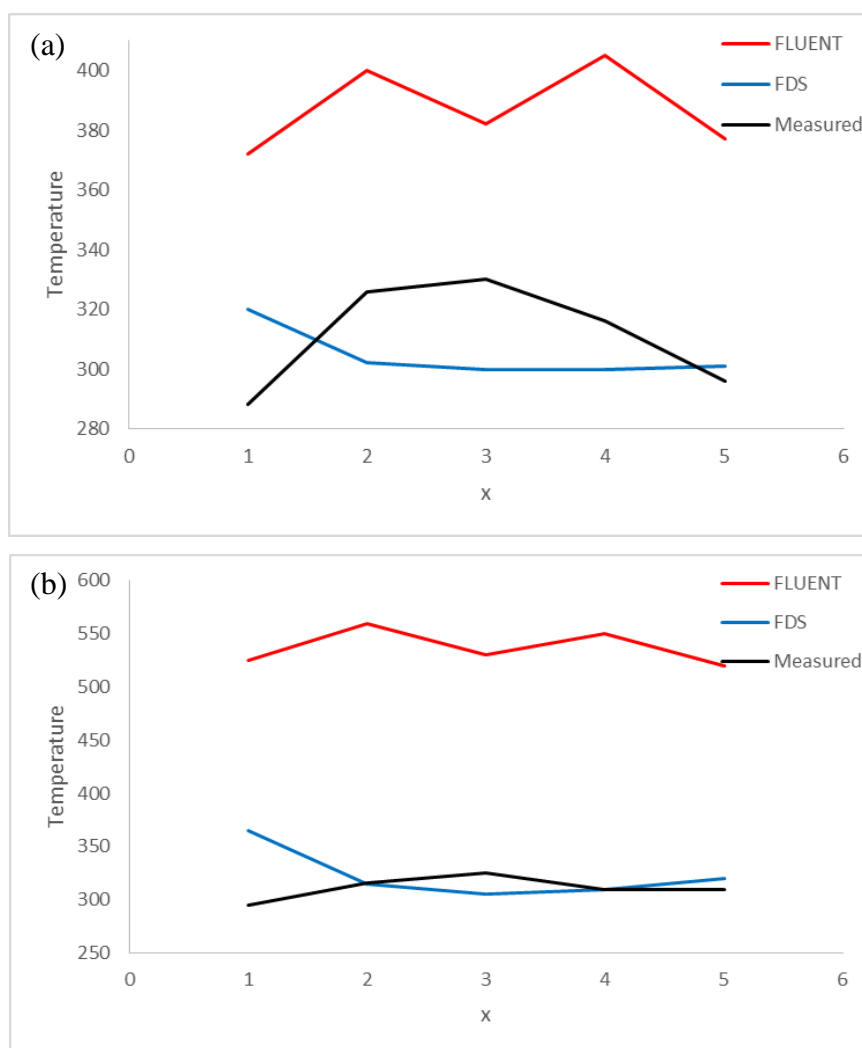 (a)
FLUENT
FDS
Measured
400
380
360
340
320
300
280
Temperature
0 1 2 3 4 5 6
x
(b)
FLUENT
FDS
Measured
600
550
500
450
400
350
300
250
Temperature
0 1 2 3 4 5 6
x